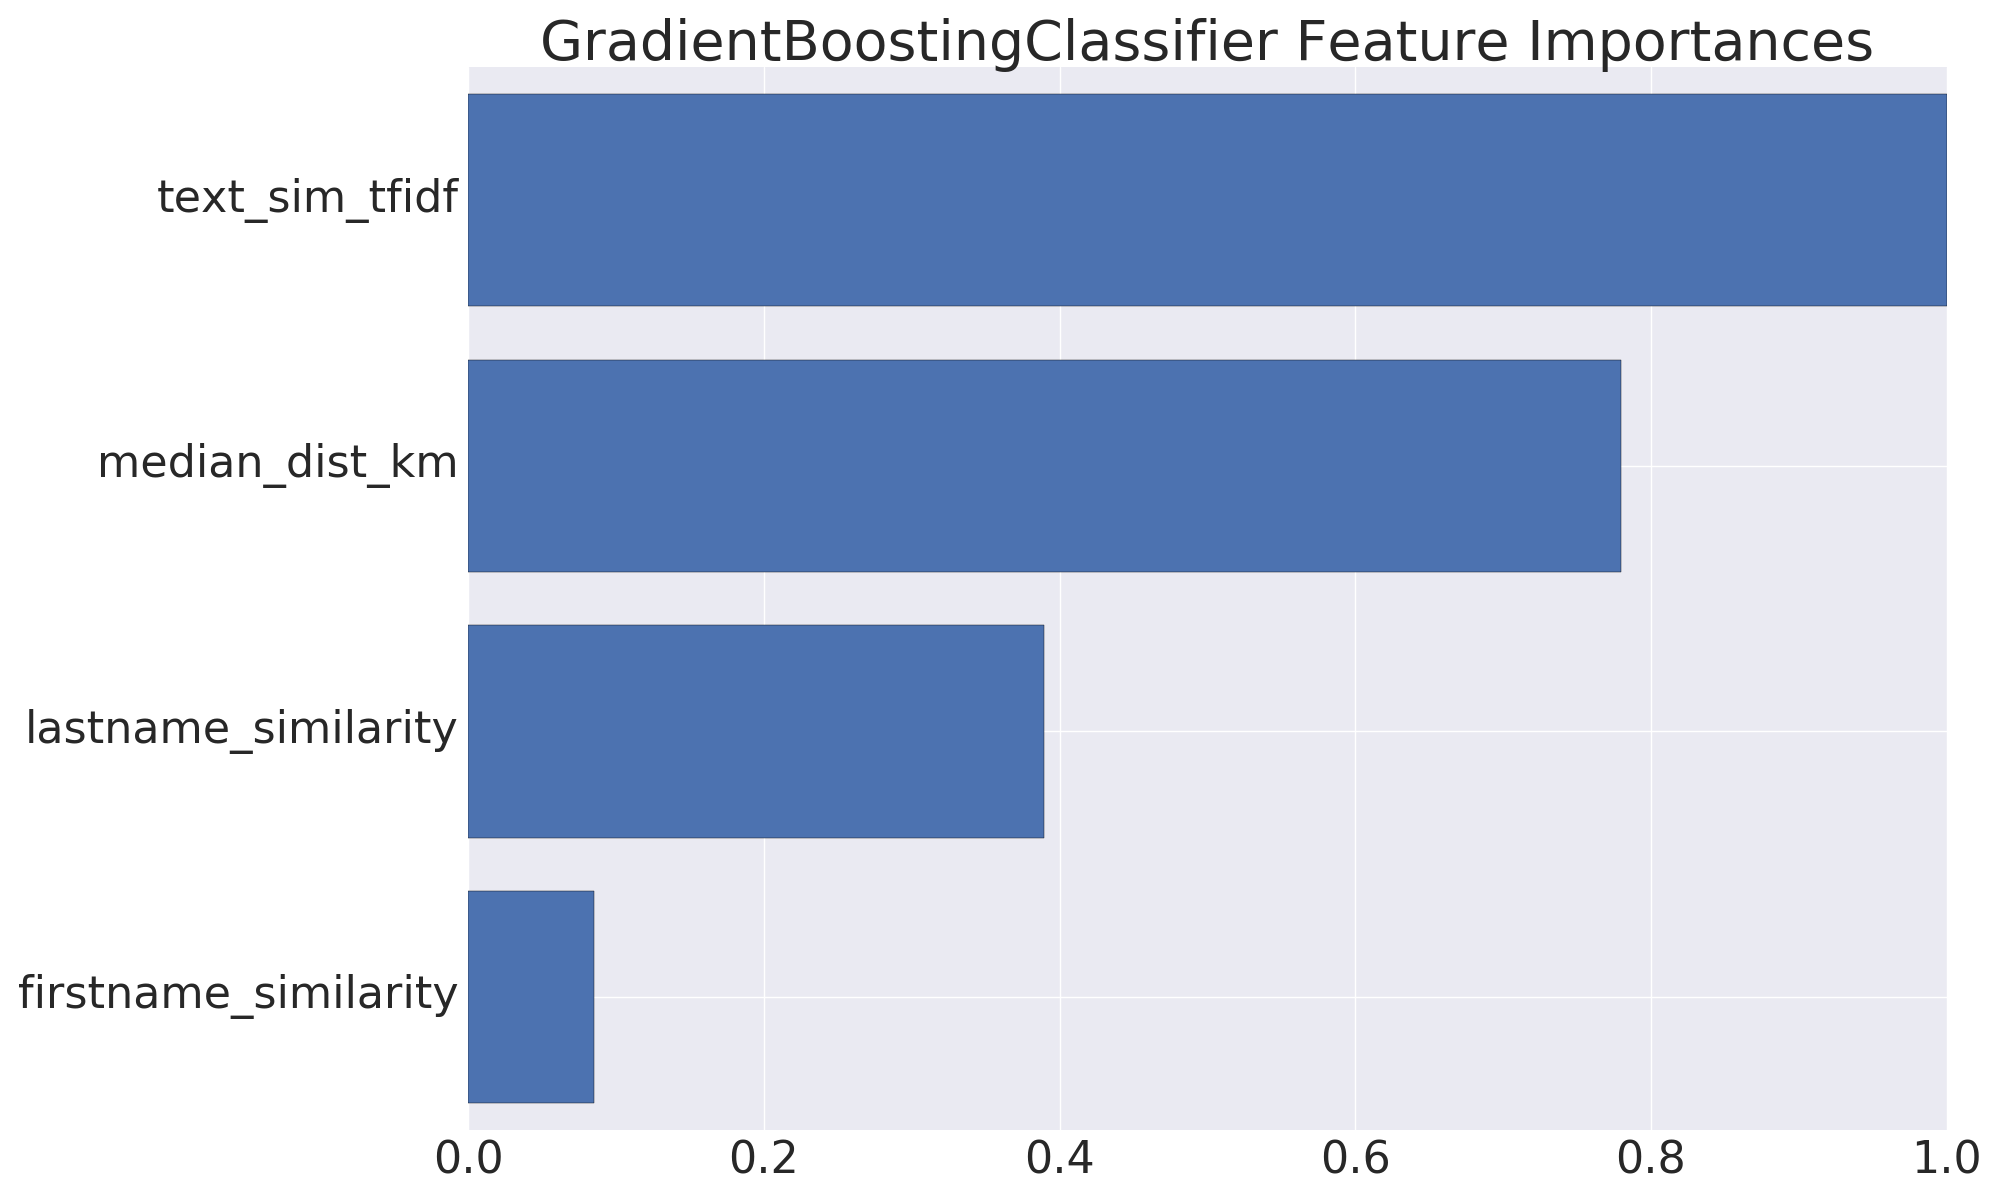 GradientBoostingClassifier Feature Importances
text_sim_tfidf
median_dist_km
lastname_similarity
firstname_similarity
0.0 0.2 0.4 0.6 0.8 1.0